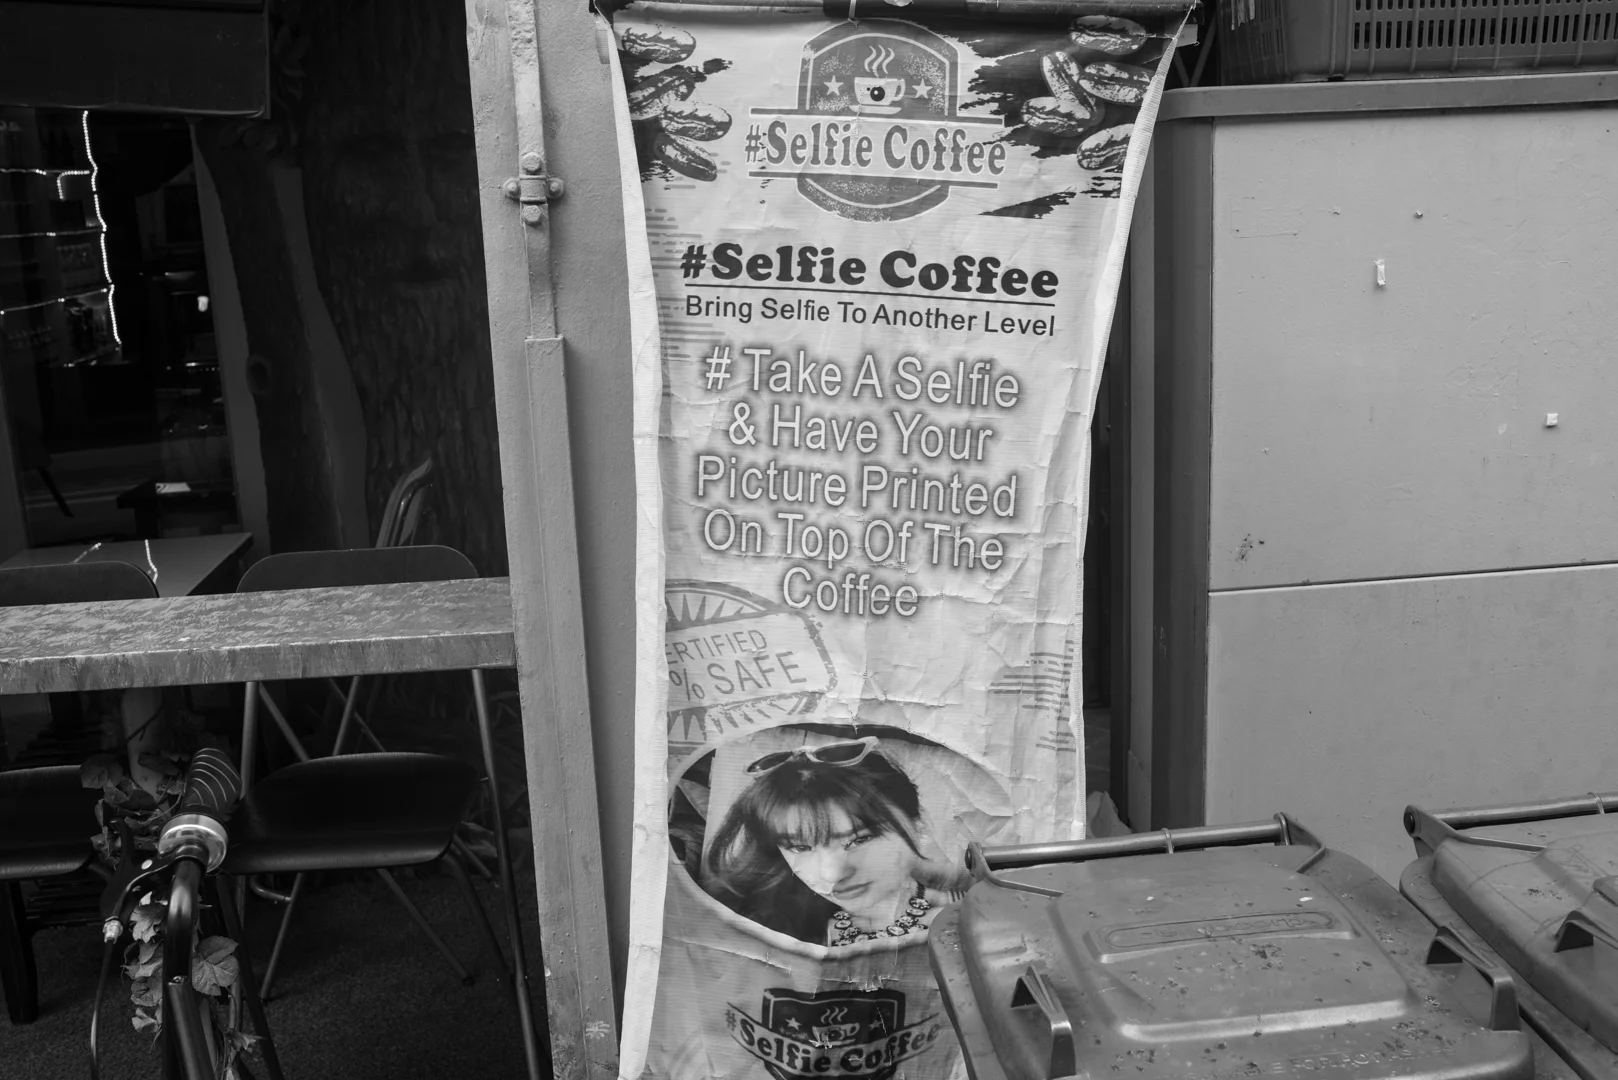 #Selfie Coffee
#Selfie Coffee
Bring Selfie To Another Level
# Take A Selfie
& Have Your
Picture Printed
On Top Of The
Coffee
ERTIFIED
% SAFE
#Selfie Coffee